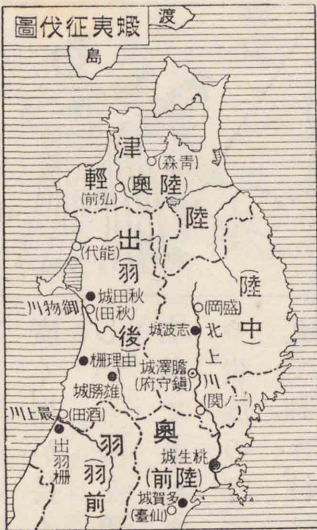 蝦夷征伐圖
渡島
津輕
(青森)
(陸奧)
(弘前)
陸
(能代)
出
(羽後)
(陸中)
秋田城
(秋田)
御物川
(盛岡)
志波城
北上川
由理柵
雄勝城
膽澤城
(鎮守府)
(一ノ関)
最上川
(酒田)
出羽柵
羽
(羽前)
奧
(陸前)
桃生城
多賀城
(仙臺)